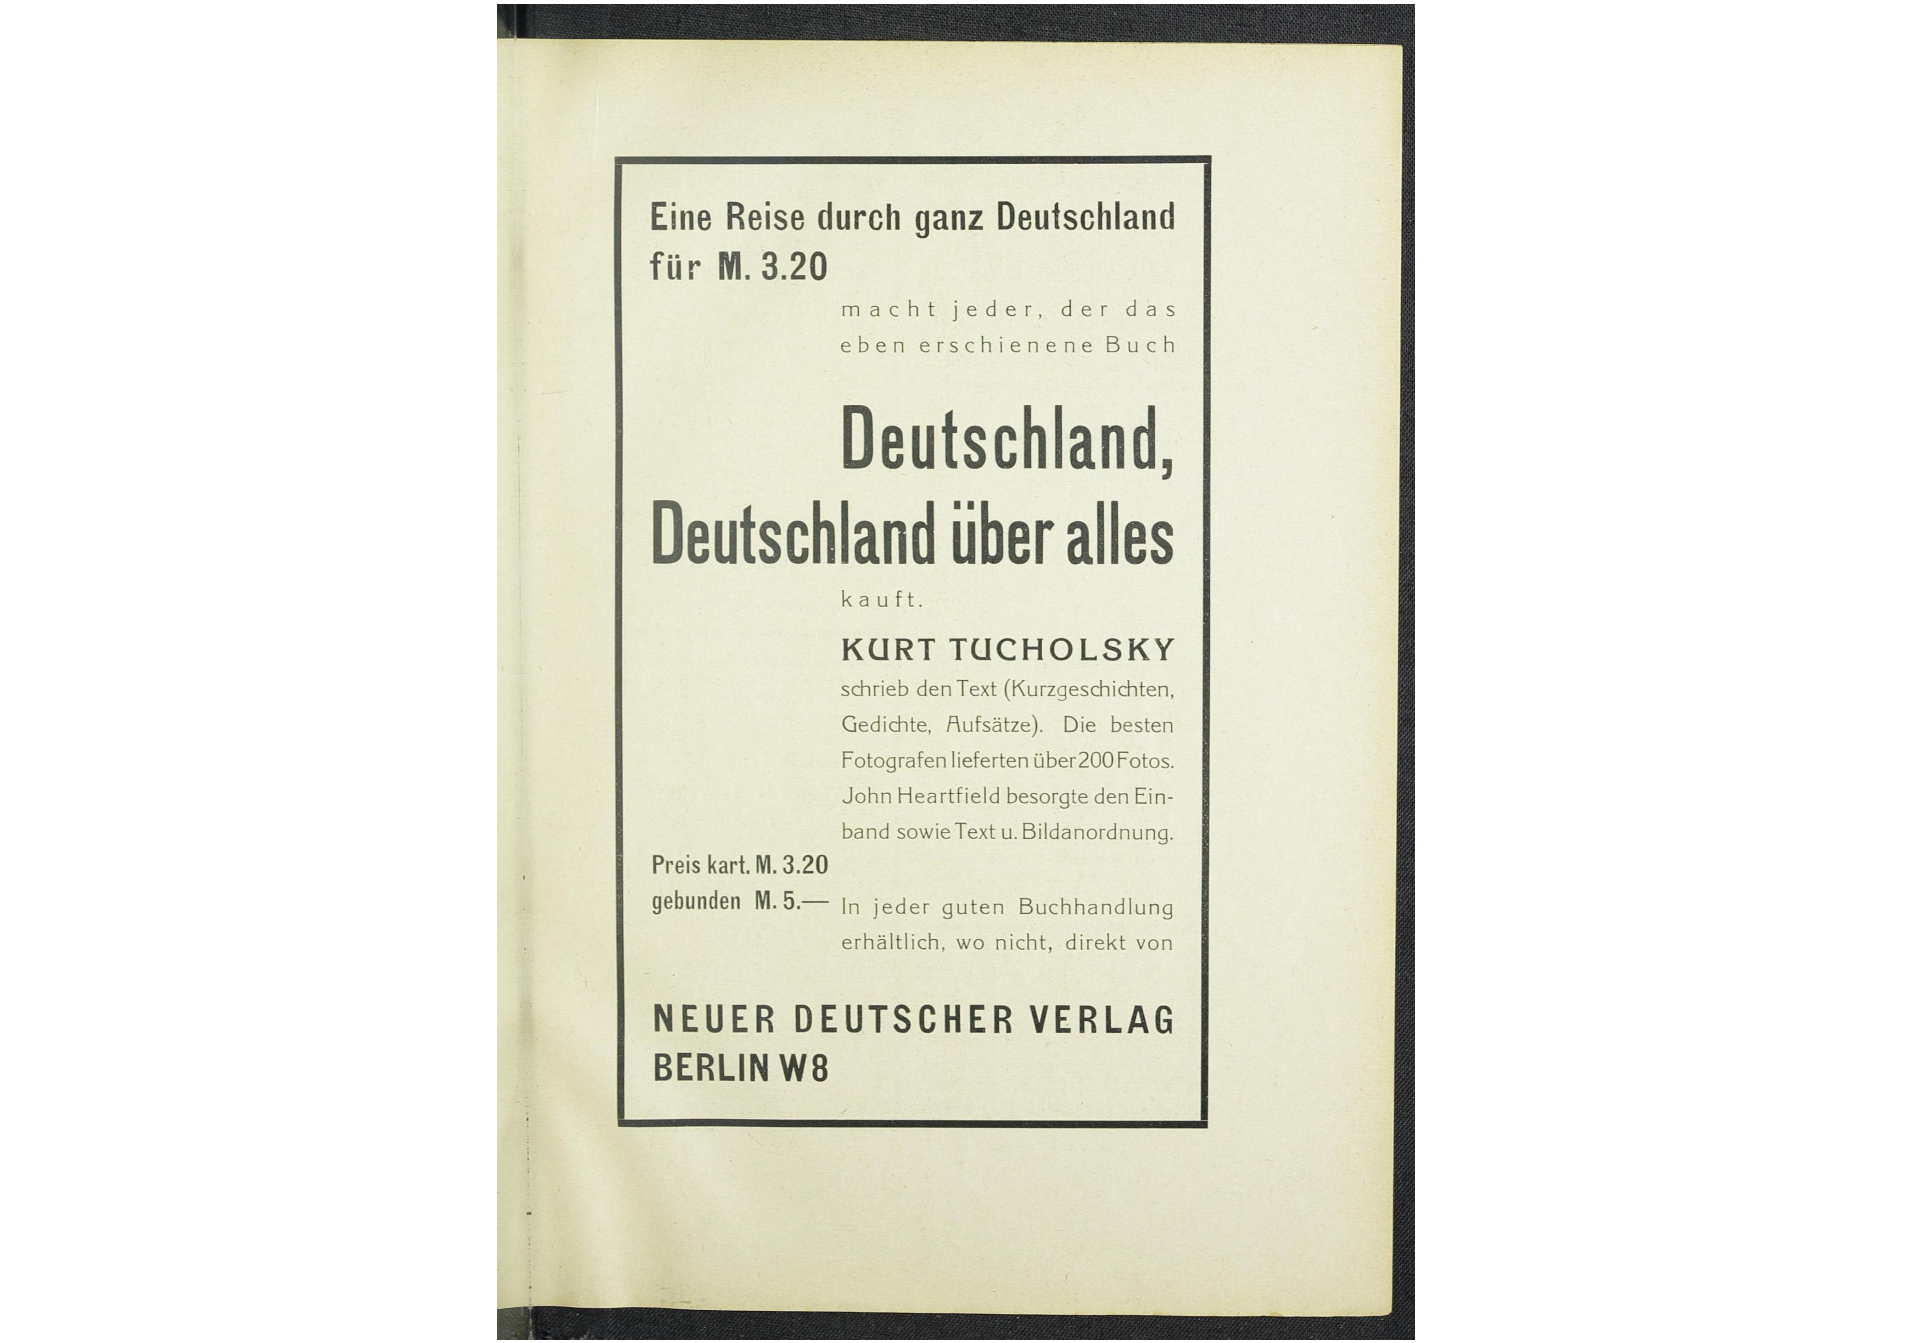 Eine Reise durch ganz Deutschland
für M. 3.20
macht jeder, der das
eben erschienene Buch
Deutschland,
Deutschland über alles
kauft.
KURT TUCHOLSKY
schrieb den Text (Kurzgeschichten,
Gedichte, Aufsätze). Die besten
Fotografen lieferten über 200 Fotos.
John Heartfield besorgte den Ein-
band sowie Text u. Bildanordnung.
Preis kart. M. 3.20
gebunden M. 5.—
In jeder guten Buchhandlung
erhältlich, wo nicht, direkt von
NEUER DEUTSCHER VERLAG
BERLIN W8